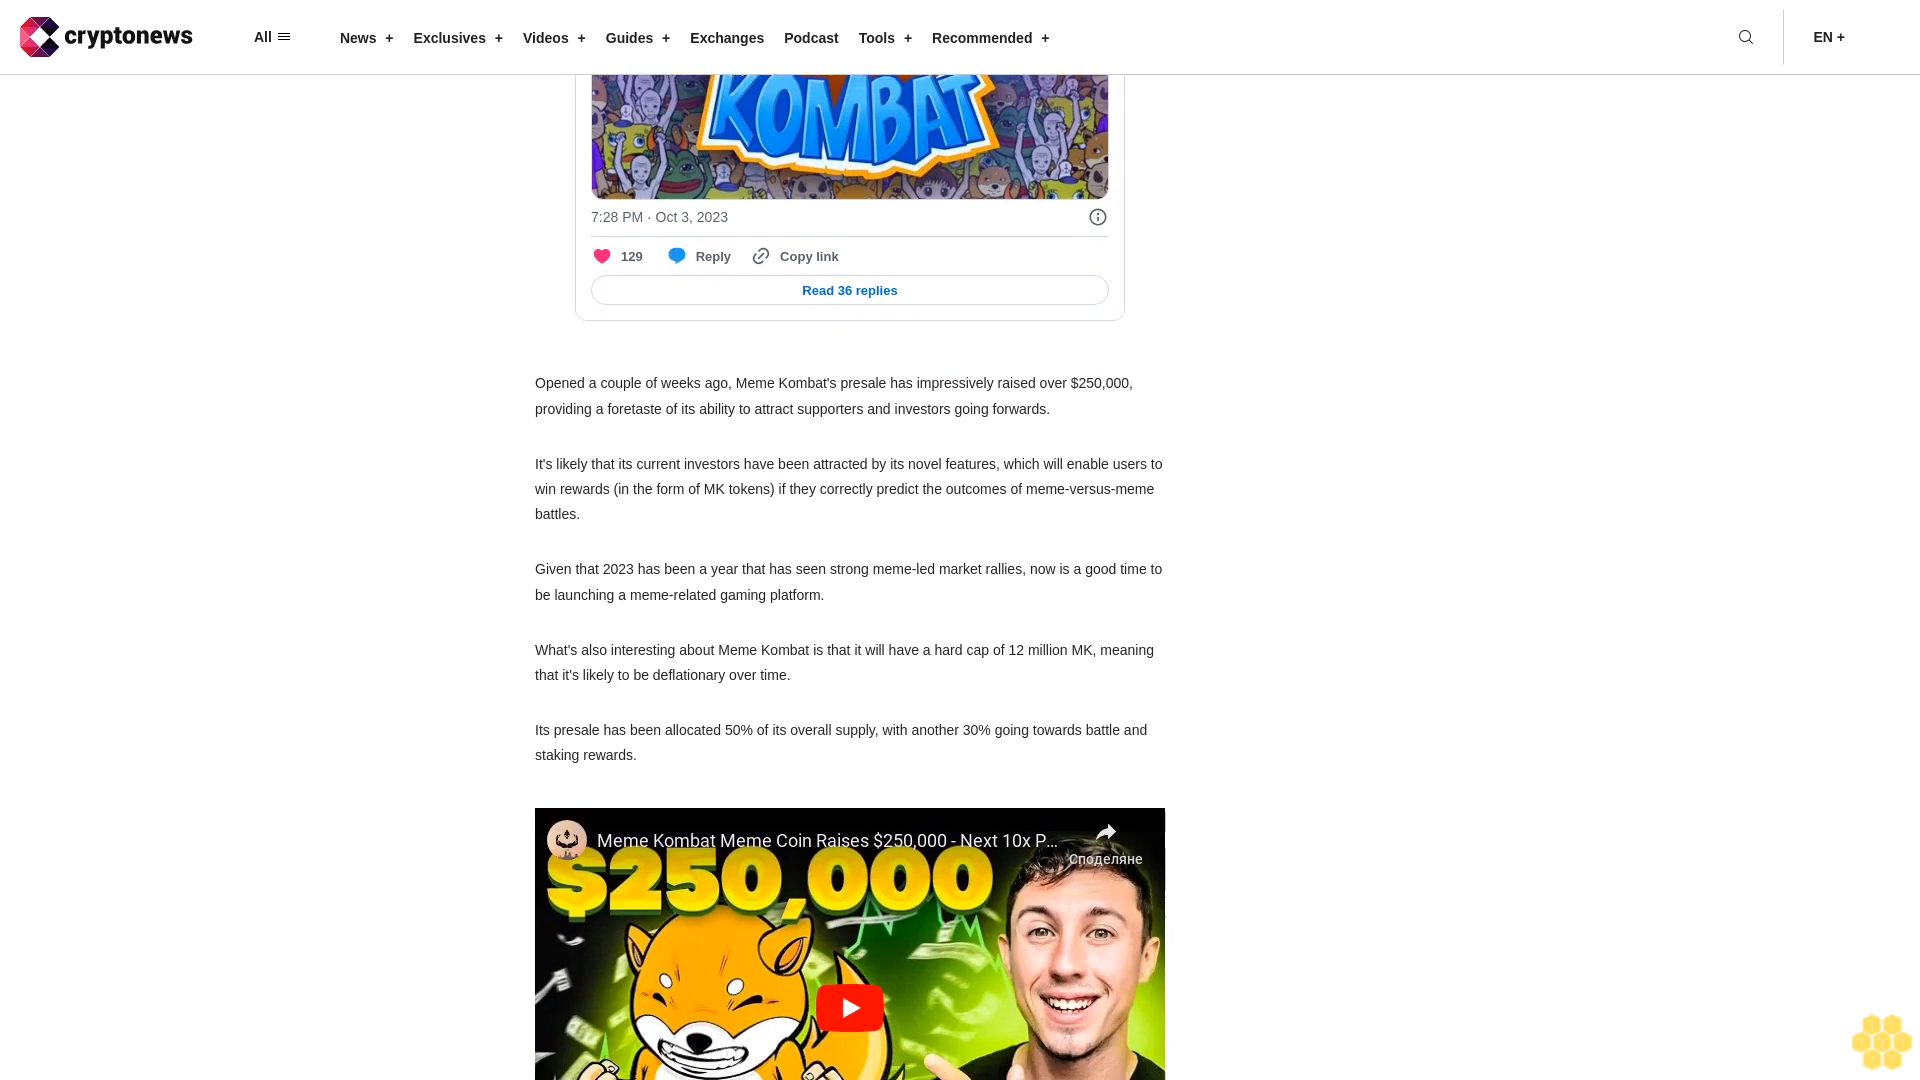 cryptonews
All
News +
Exclusives +
Videos +
Guides +
Exchanges
Podcast
Tools +
Recommended +
EN +
KOMBAT
7:28 PM · Oct 3, 2023
129
Reply
Copy link
Read 36 replies
Opened a couple of weeks ago, Meme Kombat's presale has impressively raised over $250,000,
providing a foretaste of its ability to attract supporters and investors going forwards.
It's likely that its current investors have been attracted by its novel features, which will enable users to
win rewards (in the form of MK tokens) if they correctly predict the outcomes of meme-versus-meme
battles.
Given that 2023 has been a year that has seen strong meme-led market rallies, now is a good time to
be launching a meme-related gaming platform.
What's also interesting about Meme Kombat is that it will have a hard cap of 12 million MK, meaning
that it's likely to be deflationary over time.
Its presale has been allocated 50% of its overall supply, with another 30% going towards battle and
staking rewards.
Meme Kombat Meme Coin Raises $250,000 - Next 10x P...
Споделяне
$250,000